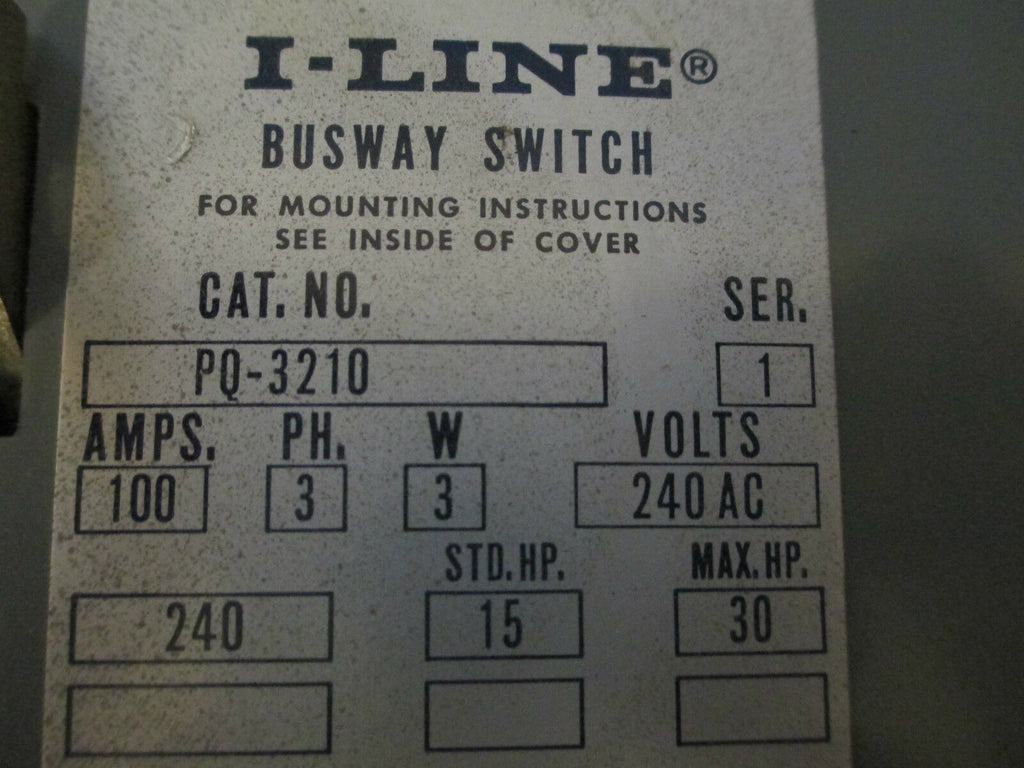 I-LINE®
BUSWAY SWITCH
FOR MOUNTING INSTRUCTIONS
SEE INSIDE OF COVER
CAT. NO. SER.
PQ-3210 1
AMPS. PH. W VOLTS
100 3 3 240 AC
STD. HP. MAX. HP.
240 15 30